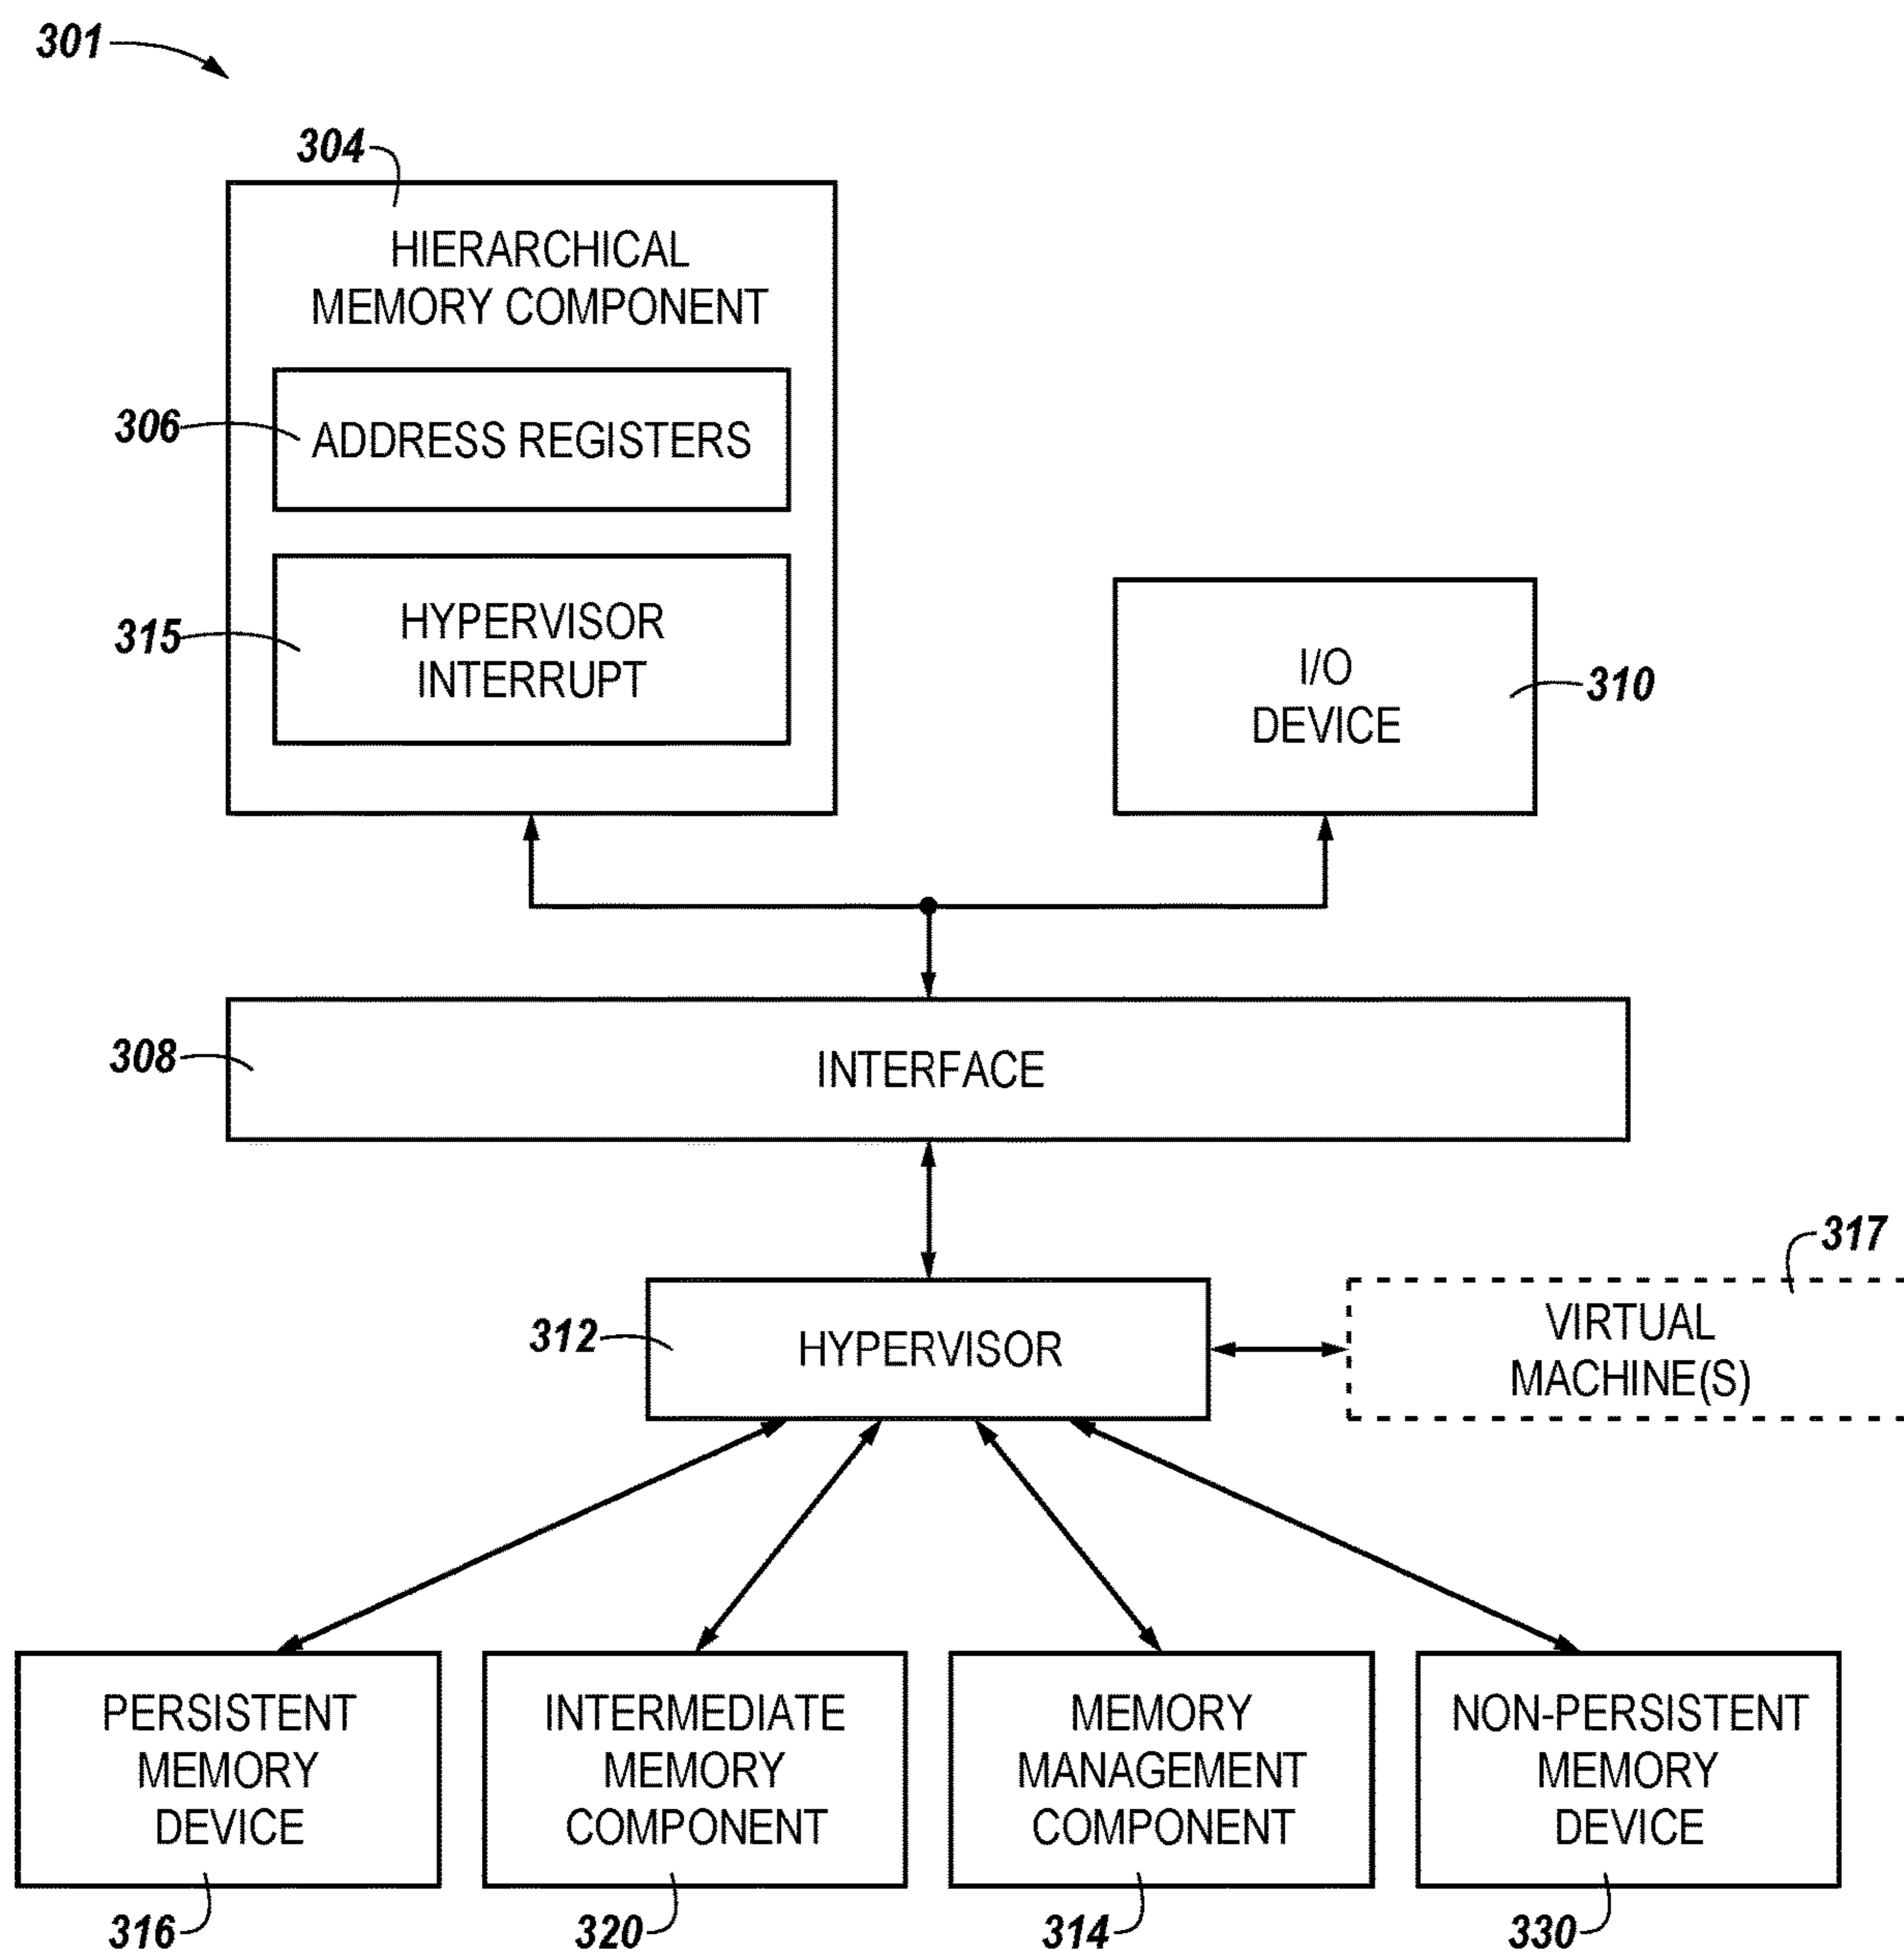 301
304
HIERARCHICAL
MEMORY COMPONENT
306
ADDRESS REGISTERS
315
HYPERVISOR
INTERRUPT
I/O
DEVICE
310
308
INTERFACE
317
312
HYPERVISOR
VIRTUAL
MACHINE(S)
PERSISTENT
MEMORY
DEVICE
316
INTERMEDIATE
MEMORY
COMPONENT
320
MEMORY
MANAGEMENT
COMPONENT
314
NON-PERSISTENT
MEMORY
DEVICE
330